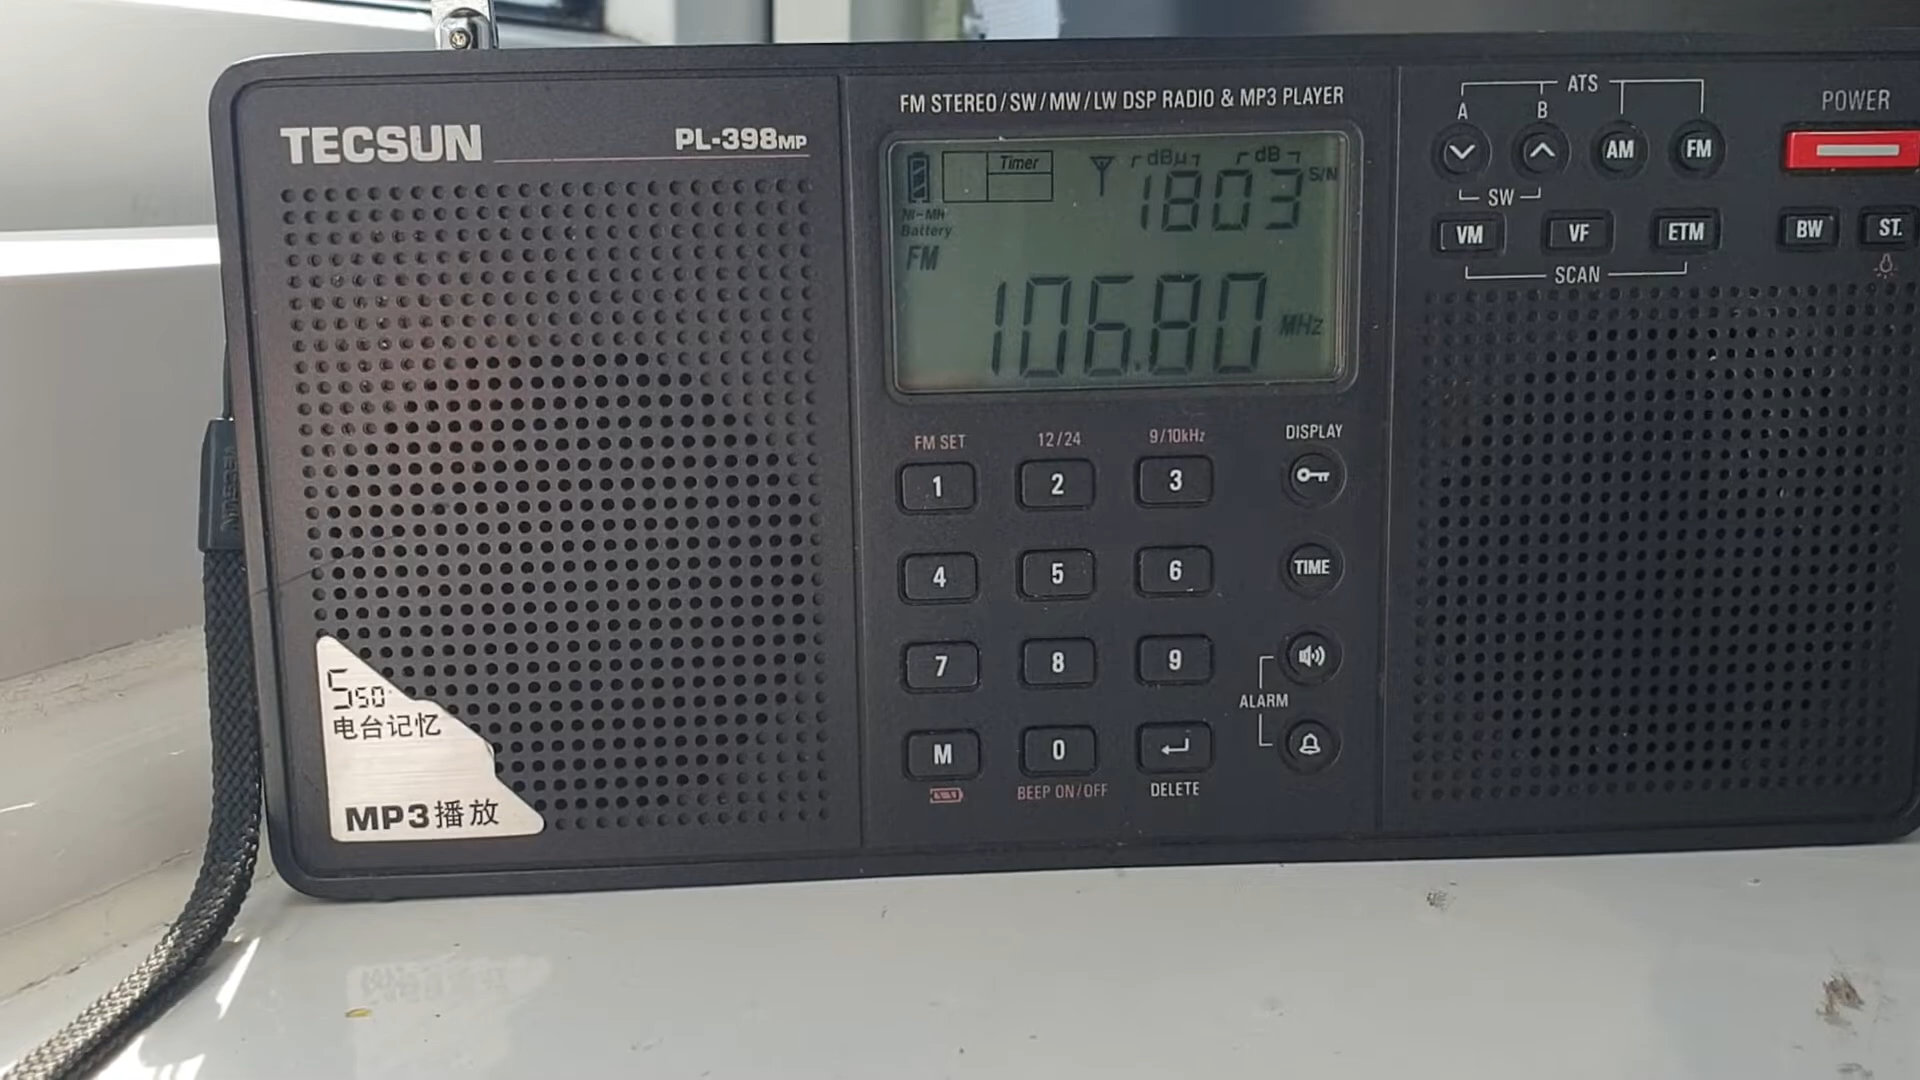 TECSUN
PL-398MP
FM STEREO/SW/MW/LW DSP RADIO & MP3 PLAYER
Timer
dBμ dB
1803 S/N
Ni-MH
Battery
FM
106.80 MHz
ATS
A B
AM FM
SW
POWER
VM VF ETM
SCAN
BW ST.
FM SET 12/24 9/10kHz DISPLAY
1 2 3
4 5 6 TIME
7 8 9
ALARM
M 0
BEEP ON/OFF DELETE
550
电台记忆
MP3播放